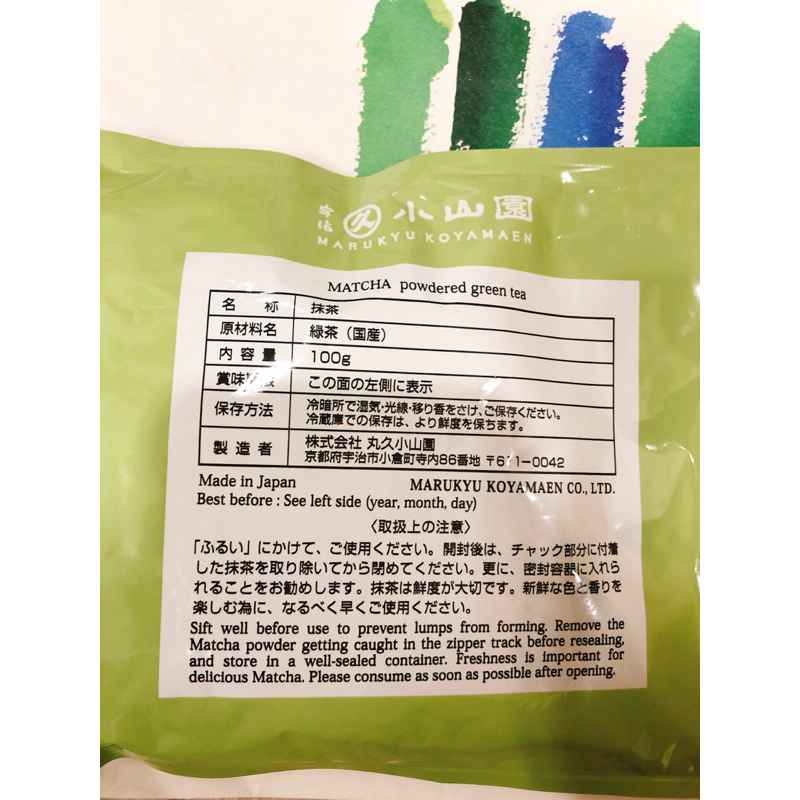 宇治 久 小山園
MARUKYU KOYAMAEN
MATCHA powdered green tea
名称 抹茶
原材料名 緑茶（国産）
内容量 100g
賞味期限 この面の左側に表示
保存方法 冷暗所で湿気・光線・移り香をさけ、ご保存ください。
冷蔵庫での保存は、より鮮度を保ちます。
製造者 株式会社 丸久小山園
京都府宇治市小倉町寺内86番地 〒611-0042
Made in Japan MARUKYU KOYAMAEN CO., LTD.
Best before : See left side (year, month, day)
〈取扱上の注意〉
「ふるい」にかけて、ご使用ください。開封後は、チャック部分に付着
した抹茶を取り除いてから閉めてください。更に、密封容器に入れら
れることをお勧めします。抹茶は鮮度が大切です。新鮮な色と香りを
楽しむ為に、なるべく早くご使用ください。
Sift well before use to prevent lumps from forming. Remove the
Matcha powder getting caught in the zipper track before resealing,
and store in a well-sealed container. Freshness is important for
delicious Matcha. Please consume as soon as possible after opening.